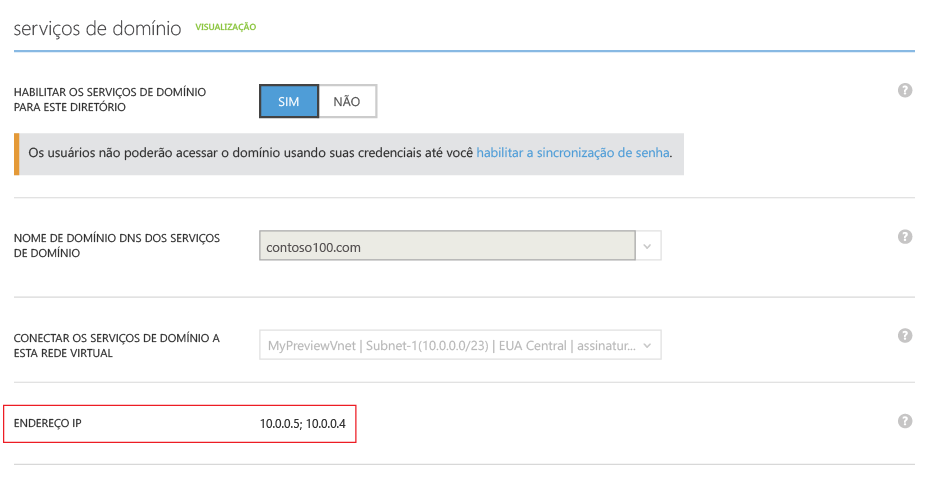 serviços de domínio VISUALIZAÇÃO
HABILITAR OS SERVIÇOS DE DOMÍNIO
PARA ESTE DIRETÓRIO
SIM NÃO
?
Os usuários não poderão acessar o domínio usando suas credenciais até você habilitar a sincronização de senha.
NOME DE DOMÍNIO DNS DOS SERVIÇOS
DE DOMÍNIO
contoso100.com
?
CONECTAR OS SERVIÇOS DE DOMÍNIO A
ESTA REDE VIRTUAL
MyPreviewVnet | Subnet-1(10.0.0.0/23) | EUA Central | assinatur...
?
ENDEREÇO IP 10.0.0.5; 10.0.0.4
?